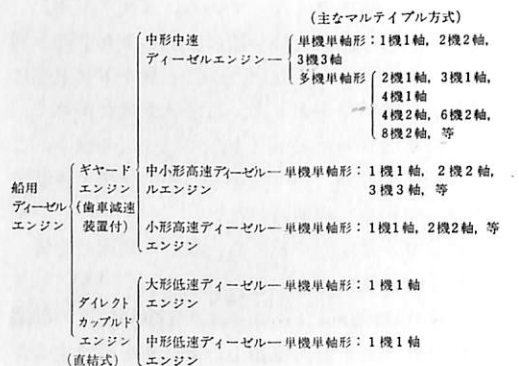 (主なマルテイプル方式)
中形中速
ディーゼルエンジン
単機単軸形：1機1軸，2機2軸，
3機3軸
多機単軸形
2機1軸，3機1軸，
4機1軸
4機2軸，6機2軸，
8機2軸，等
船用
ディーゼル
エンジン
ギヤード
エンジン
(歯車減速
装置付)
中小形高速ディーゼル―単機単軸形：1機1軸，2機2軸，
ルエンジン
3機3軸，等
小形高速ディーゼル―単機単軸形：1機1軸，2機2軸，等
エンジン
ダイレクト
カップルド
エンジン
(直結式)
大形低速ディーゼル―単機単軸形：1機1軸
エンジン
中形低速ディーゼル―単機単軸形：1機1軸
エンジン